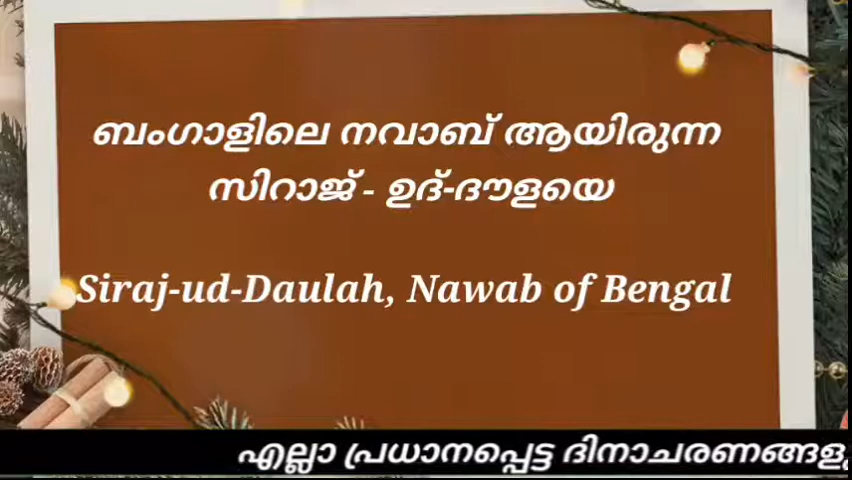 ബംഗാളിലെ നവാബ് ആയിരുന്ന
സിറാജ് - ഉദ്-ദൗളയെ
Siraj-ud-Daulah, Nawab of Bengal
എല്ലാ പ്രധാനപ്പെട്ട ദിനാചരണങ്ങളു